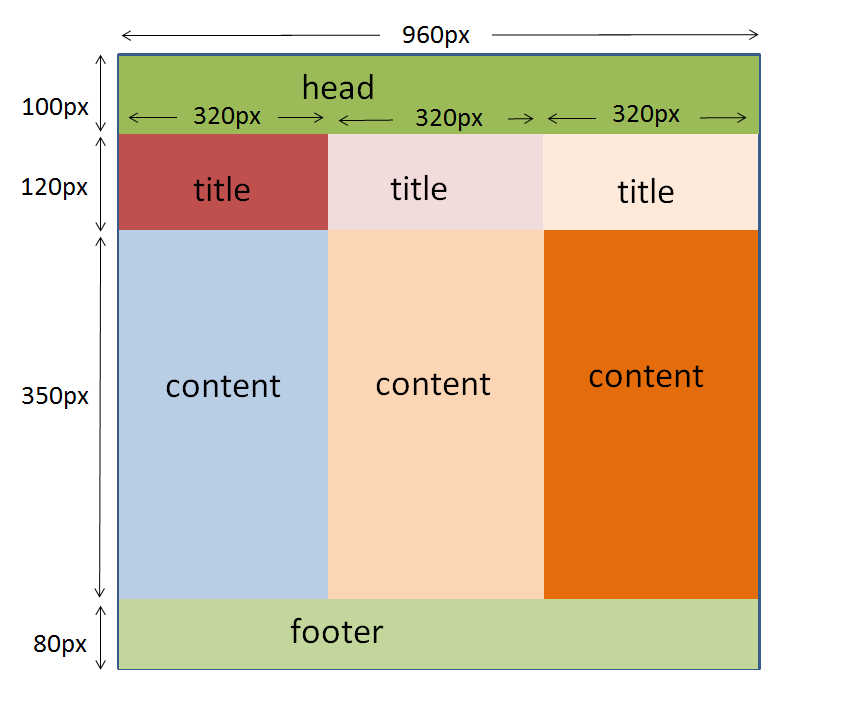 960px
head
100px
320px
320px
320px
120px
title
title
title
350px
content
content
content
80px
footer